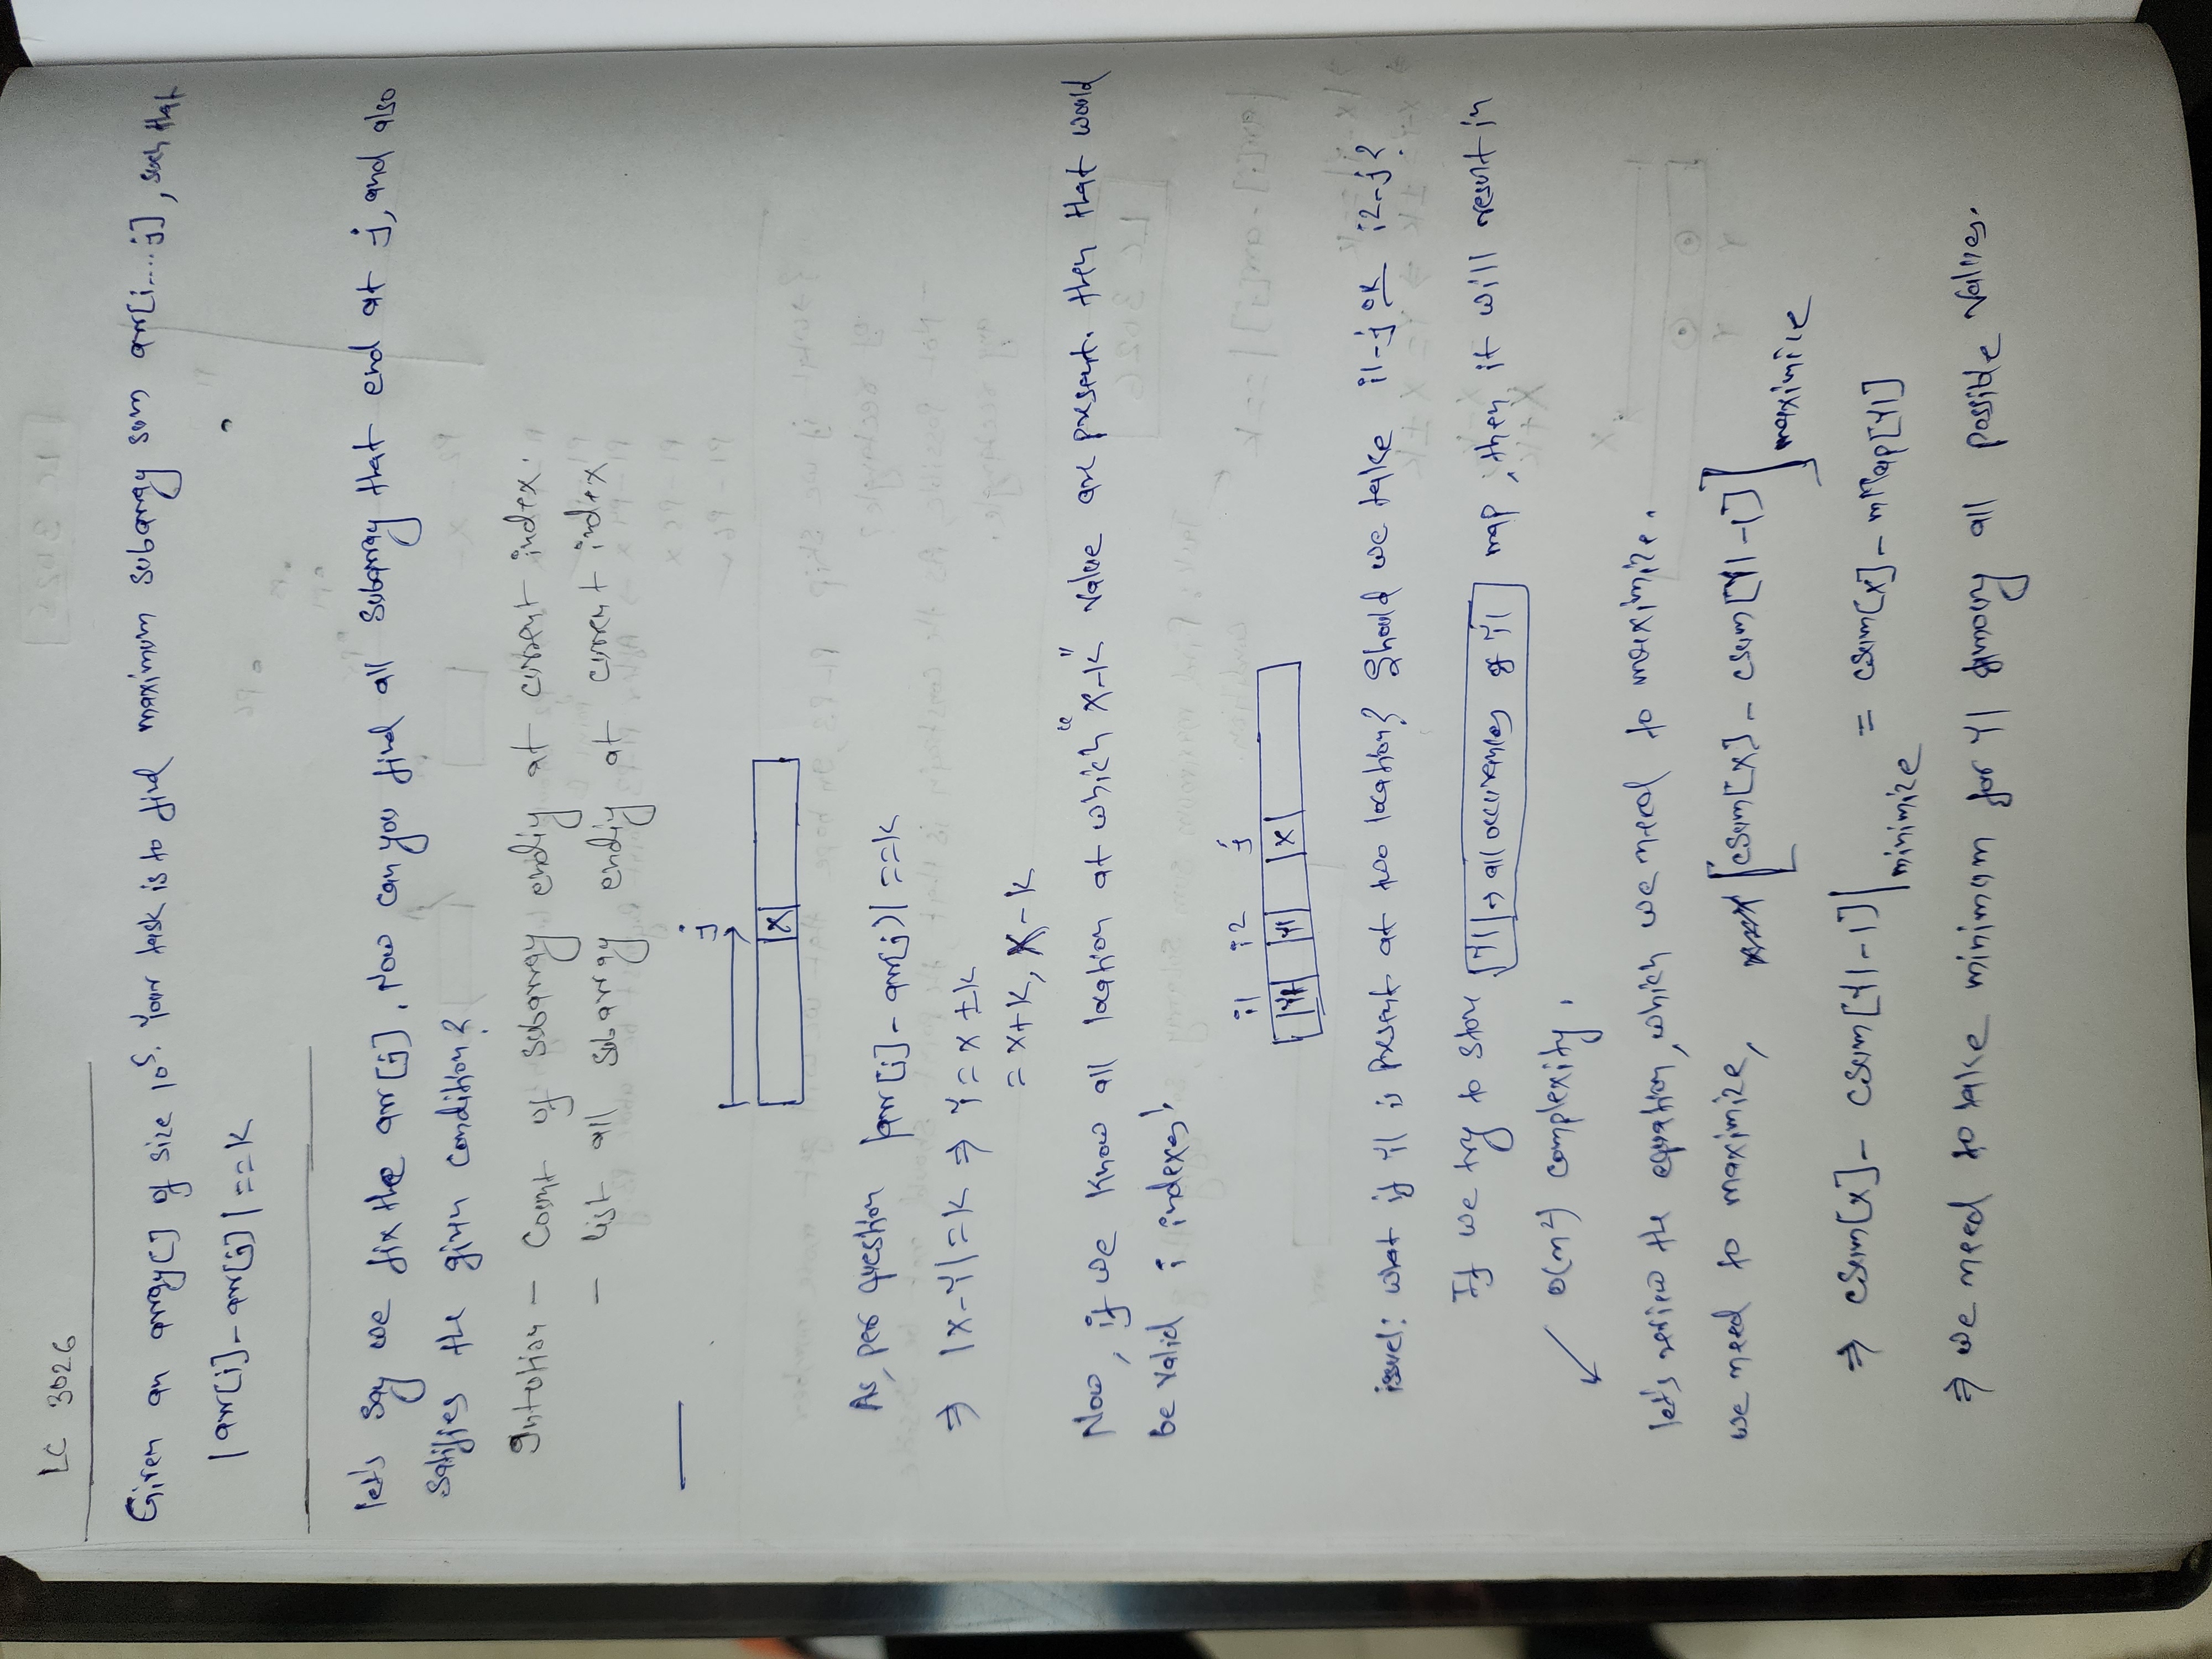 LC 3026
Given an array[] of size 10^5. Your task is to find maximum subarray sum arr[i....j], such that
|arr[i]-arr[j]|==K
let's say we fix the arr[j], Now can you find all subarray that end at j, and also
satifies the given condition?
Intution - Count of subarray ending at current index.
- list all subarray ending at current index
j
x
As per question |arr[i]-arr[j]|==K
⇒ |x-y|=K ⇒ y=x±K
=x+K, x-K
Now, if we know all location at which "x-k" value are present. then that would
be valid i indexes!
i1 i2 j
y1 y1 x
issue1: what if y1 is present at two location? Should we take i1-j OR i2-j?
If we try to store y1 → all occurrences of y1 map, then it will result in
O(n^2) complexity.
let's review the equation, which we need to maximize.
we need to maximize, [csum[x] - csum[y1-1]] maximize
⇒ csum[x] - csum[y1-1]] minimize = csum[x] - mMap[y1]
⇒ we need to take minimum for y1 among all possible values.